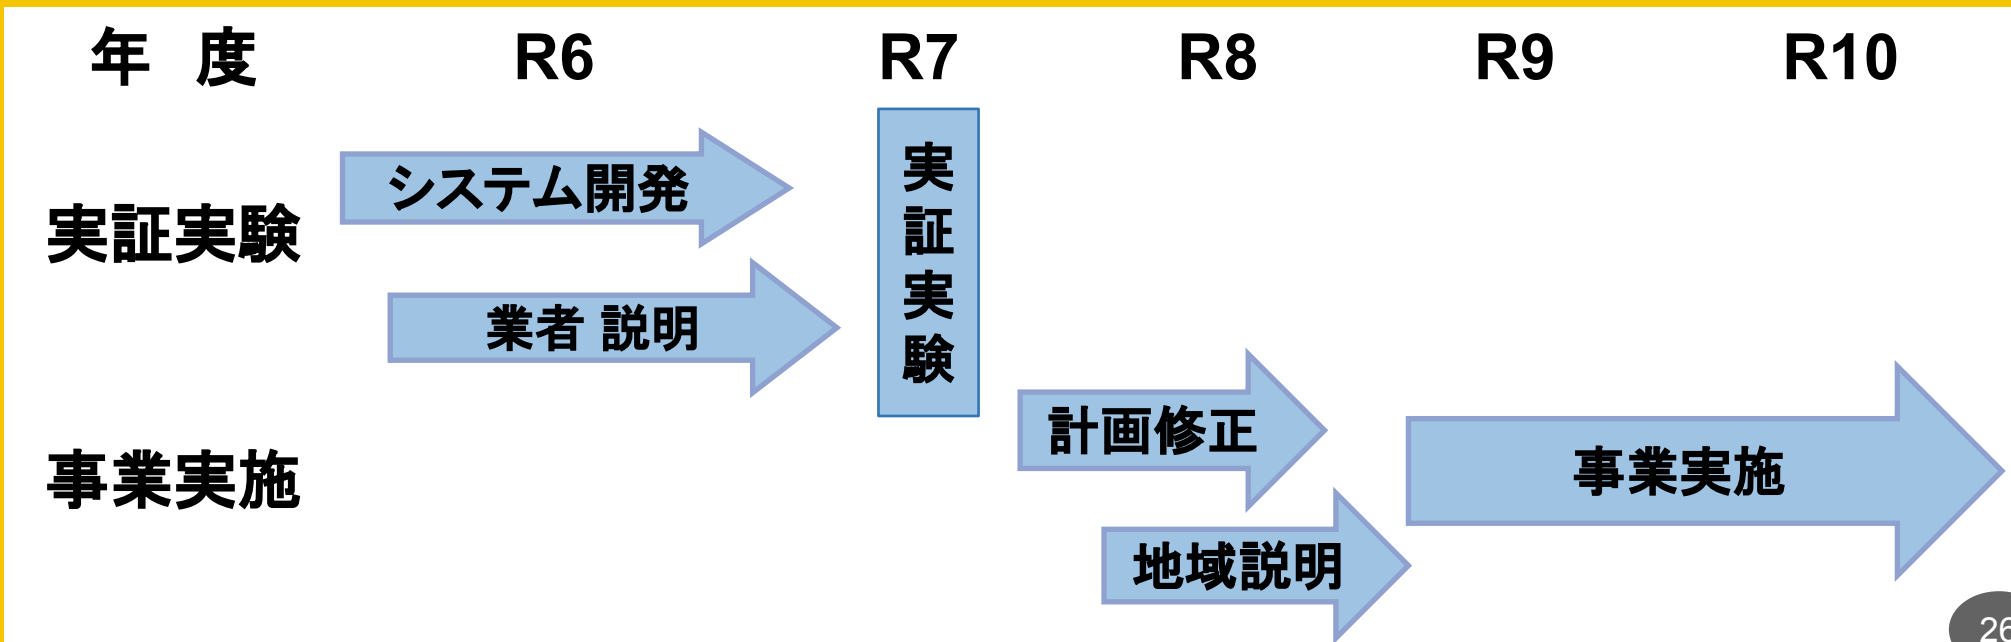 年 度 R6 R7 R8 R9 R10
実証実験
システム開発
業者 説明
実証実験
事業実施
計画修正
地域説明
事業実施
26